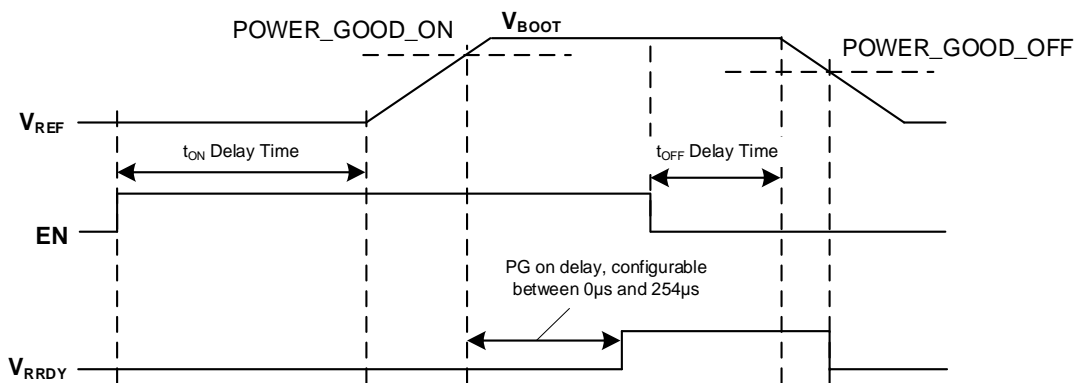 POWER_GOOD_ON
VBOOT
POWER_GOOD_OFF
VREF
tON Delay Time
tOFF Delay Time
EN
PG on delay, configurable
between 0µs and 254µs
VRRDY